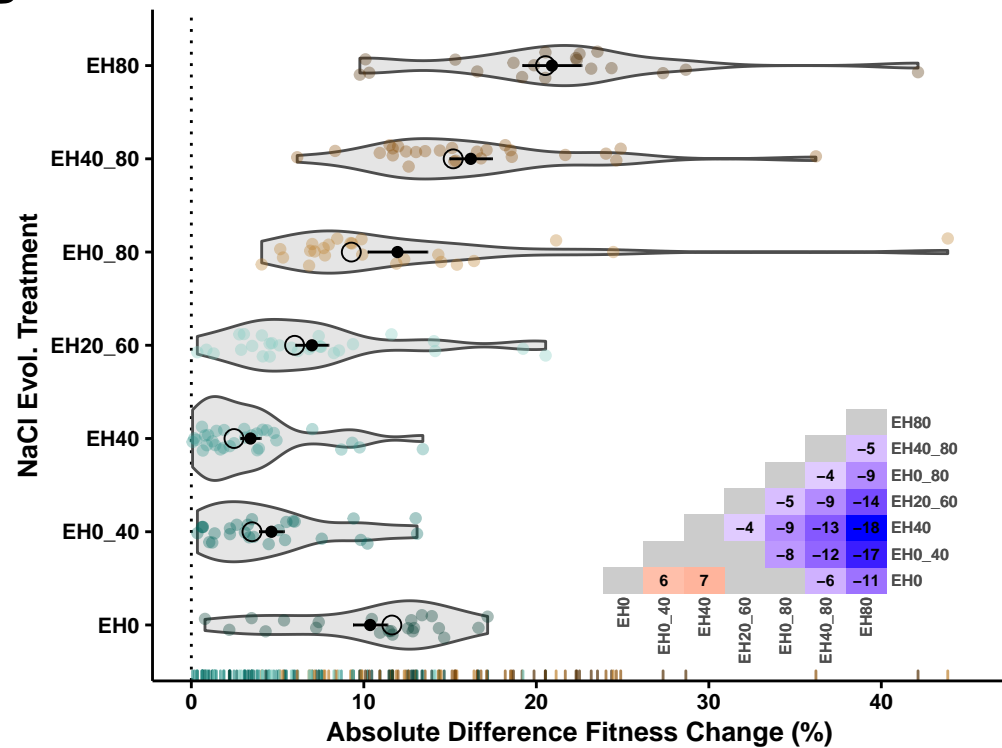 EH80
EH40_80
EH0_80
EH20_60
EH40
EH0_40
EH0
NaCl Evol. Treatment
0 10 20 30 40
Absolute Difference Fitness Change (%)
EH80
−5 EH40_80
−4 −9 EH0_80
−5 −9 −14 EH20_60
−4 −9 −13 −18 EH40
−8 −12 −17 EH0_40
6 7 −6 −11 EH0
EH0 EH0_40 EH40 EH20_60 EH0_80 EH40_80 EH80